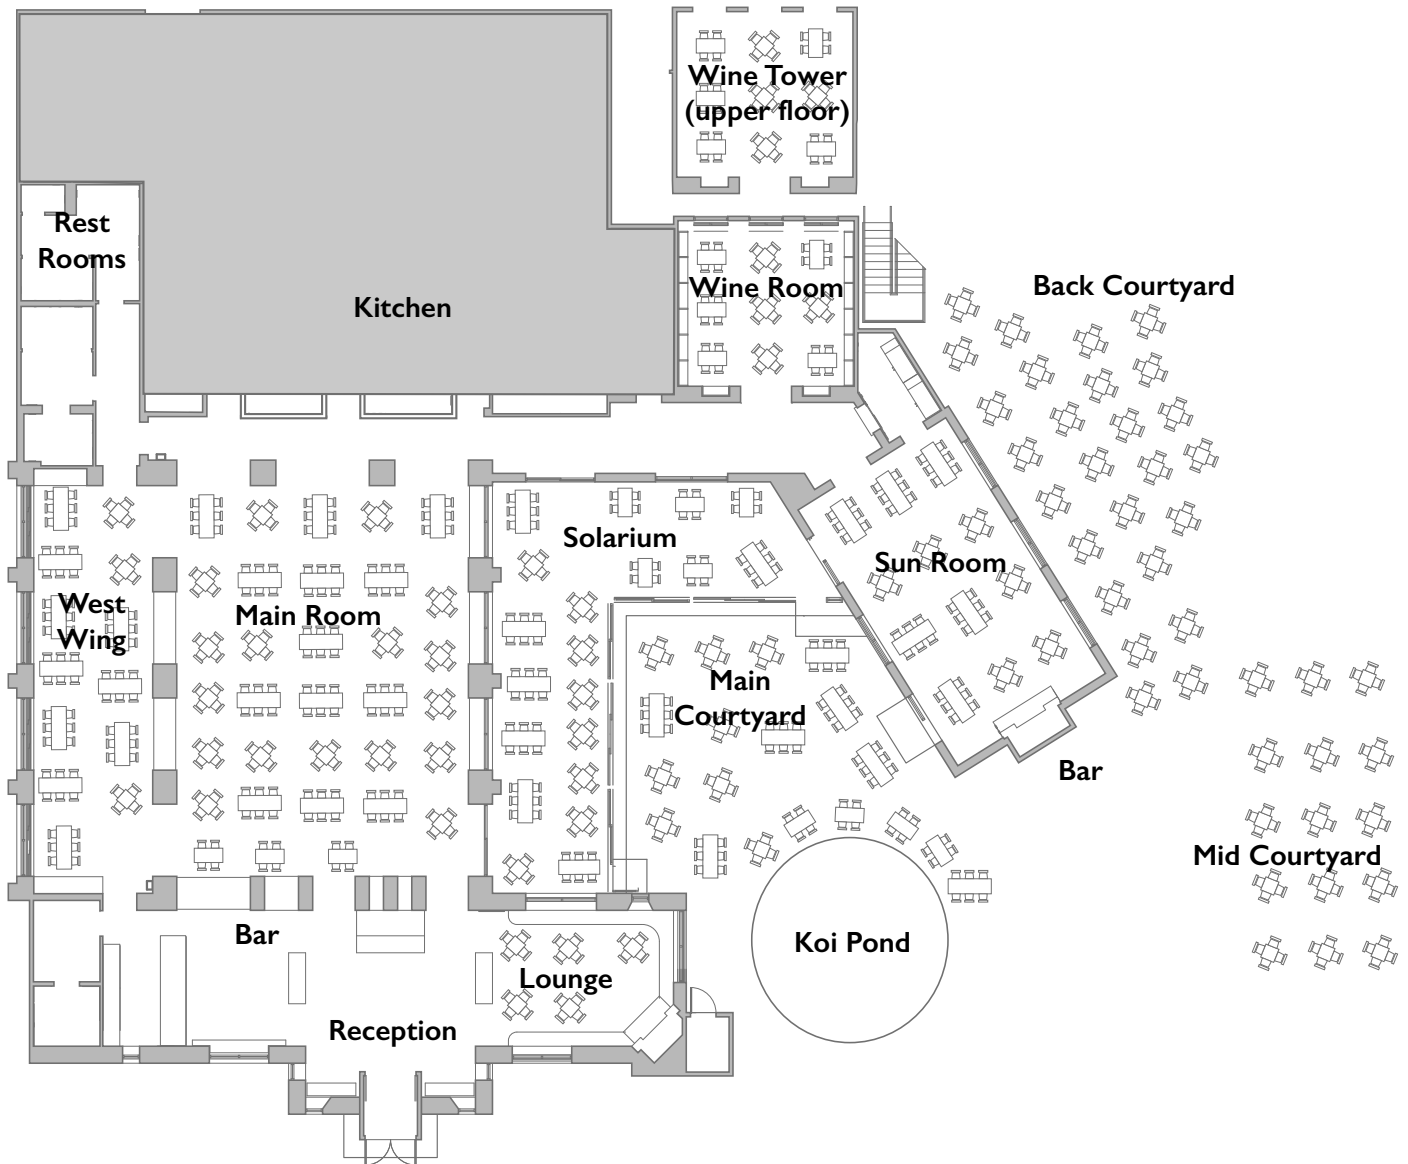 Wine Tower
(upper floor)
Rest
Rooms
Kitchen
Wine Room
Back Courtyard
Solarium
Sun Room
West
Wing
Main Room
Main
Courtyard
Bar
Mid Courtyard
Bar
Koi Pond
Lounge
Reception